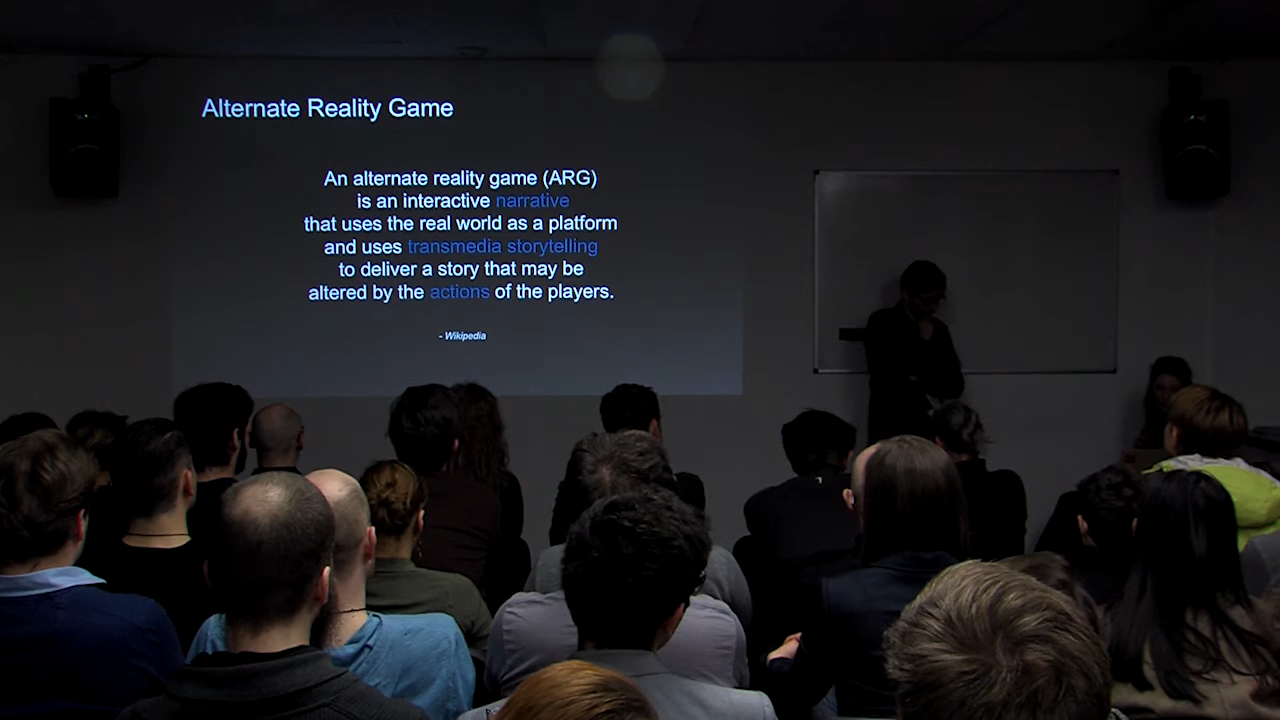 Alternate Reality Game
An alternate reality game (ARG)
is an interactive narrative
that uses the real world as a platform
and uses transmedia storytelling
to deliver a story that may be
altered by the actions of the players.
- Wikipedia